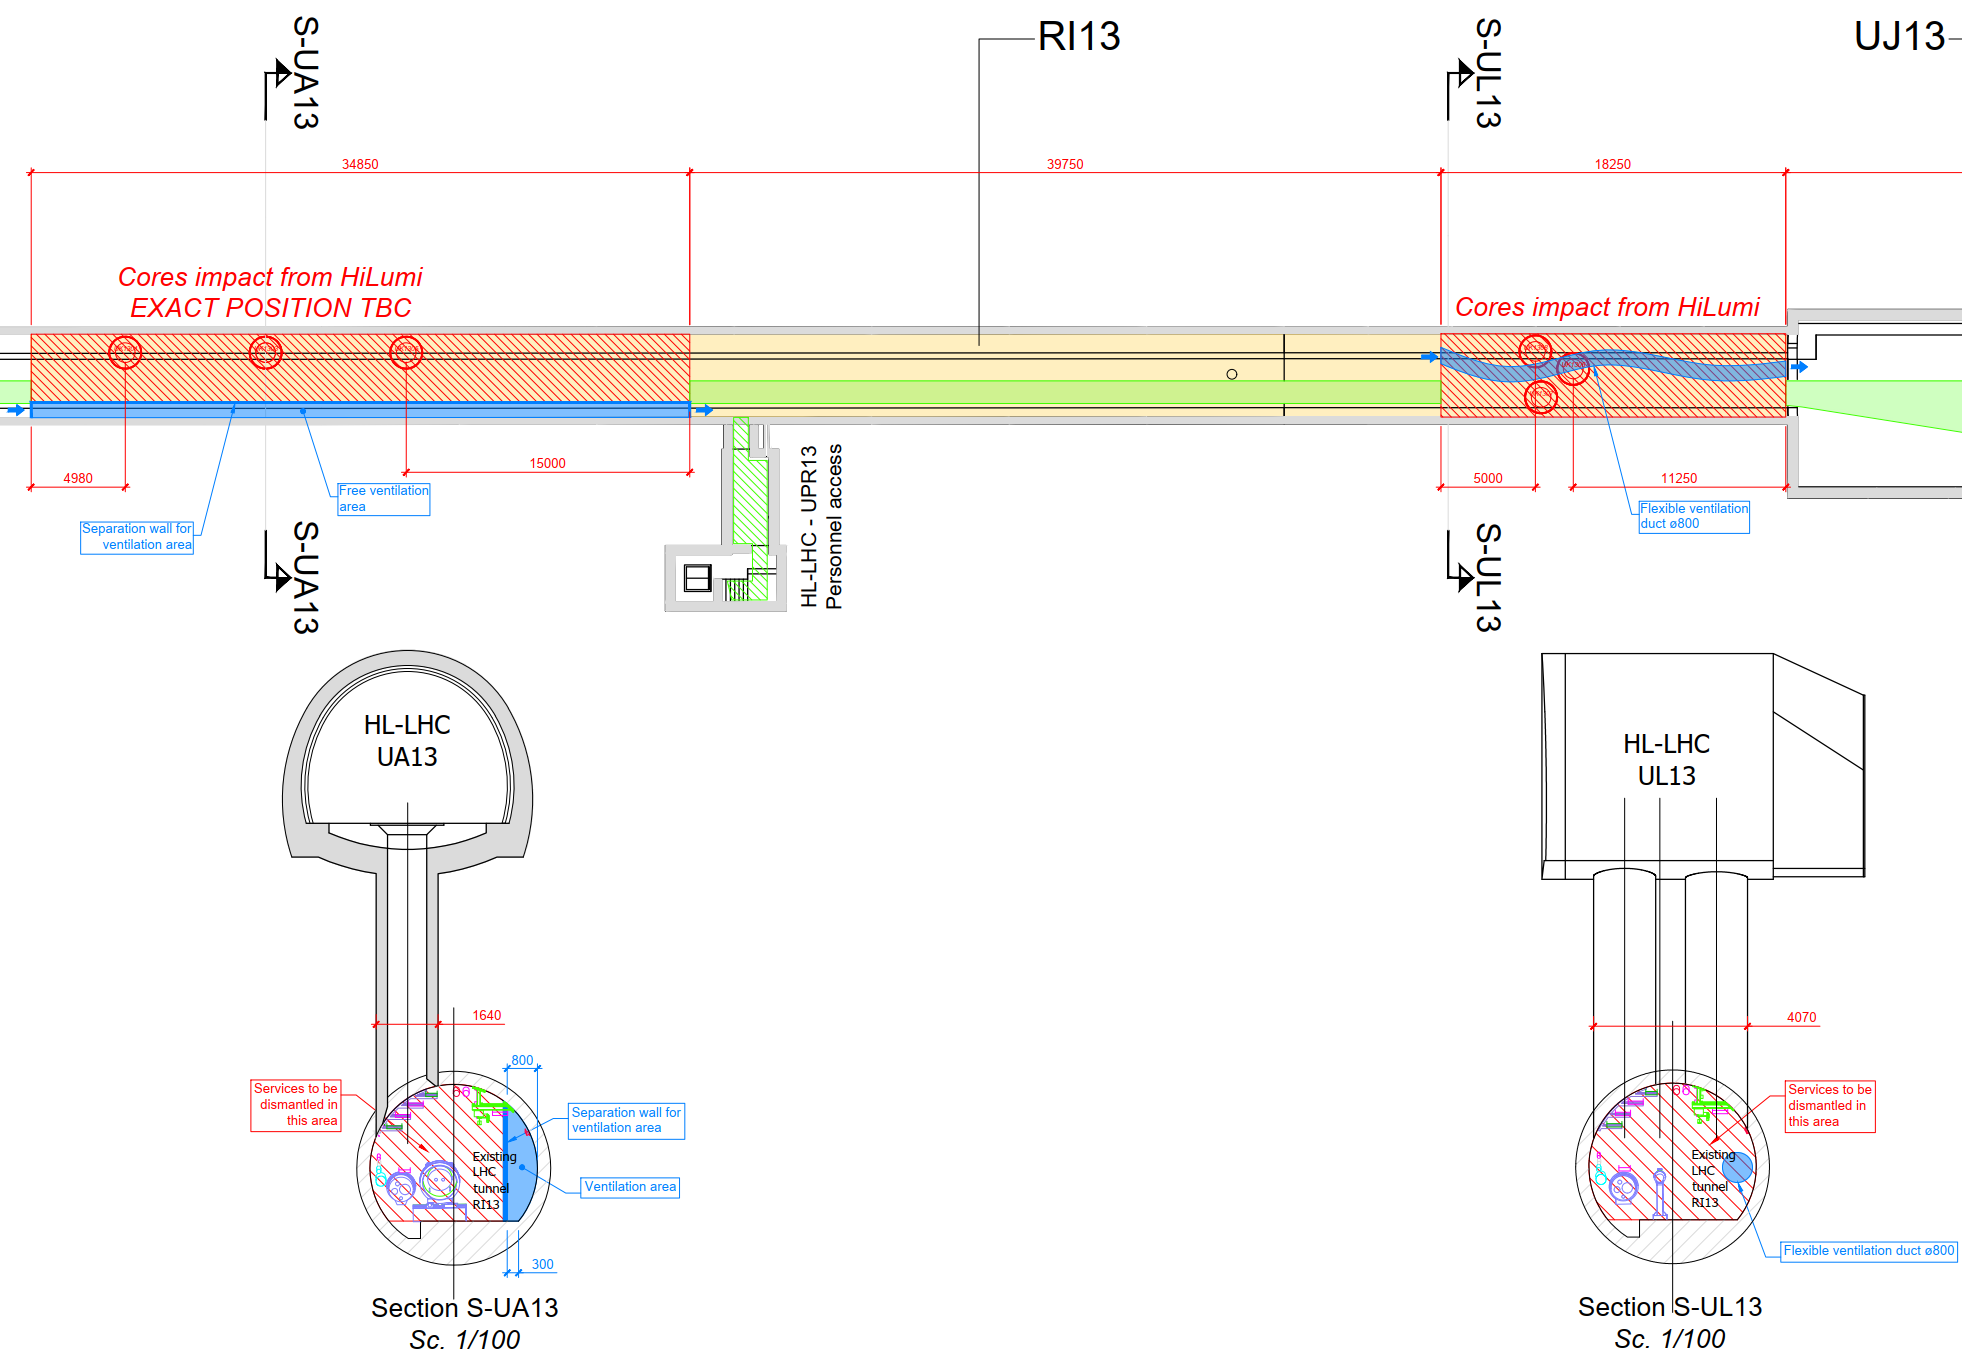 S-UA13
RI13
S-UL13
UJ13
34850
39750
18250
Cores impact from HiLumi
EXACT POSITION TBC
Cores impact from HiLumi
4980
15000
5000
11250
Free ventilation
area
Separation wall for
ventilation area
Flexible ventilation
duct ø800
HL-LHC - UPR13
Personnel access
S-UA13
S-UL13
HL-LHC
UA13
HL-LHC
UL13
1640
800
4070
Services to be
dismantled in
this area
Separation wall for
ventilation area
Existing
LHC
tunnel
RI13
Ventilation area
300
Services to be
dismantled in
this area
Existing
LHC
tunnel
RI13
Flexible ventilation duct ø800
Section S-UA13
Sc. 1/100
Section S-UL13
Sc. 1/100